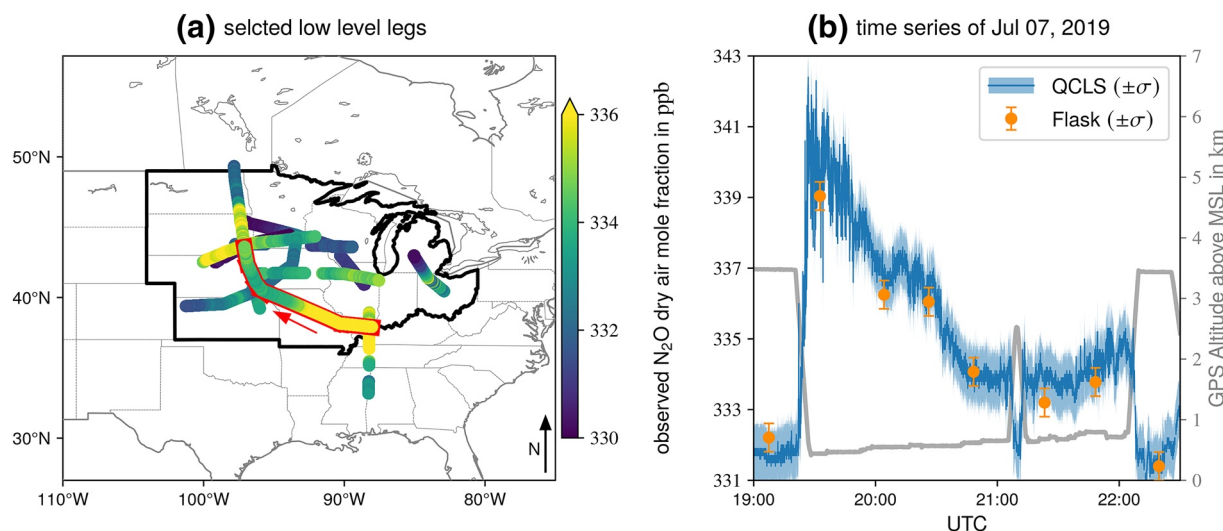 (a) selcted low level legs
50°N
40°N
30°N
110°W
100°W
90°W
80°W
N
336
334
332
330
observed N₂O dry air mole fraction in ppb
(b) time series of Jul 07, 2019
343
341
339
337
335
333
331
QCLS (±σ)
Flask (±σ)
7
6
5
4
3
2
1
0
GPS Altitude above MSL in km
19:00
20:00
21:00
22:00
UTC